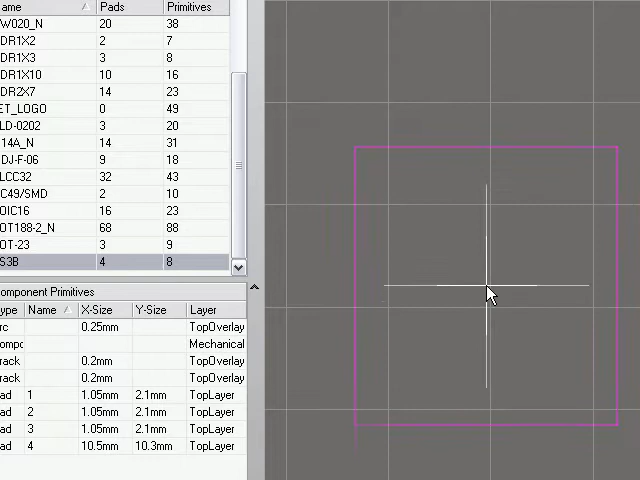 ame Pads Primitives
W020_N 20 38
DR1X2 2 7
DR1X3 3 8
DR1X10 10 16
DR2X7 14 23
ET_LOGO 0 49
LD-0202 3 20
14A_N 14 31
DJ-F-06 9 18
LCC32 32 43
C49/SMD 2 10
OIC16 16 23
OT188-2_N 68 88
OT-23 3 9
S3B 4 8
omponent Primitives
ype Name X-Size Y-Size Layer
rc 0.25mm TopOverlay
ompc Mechanical
rack 0.2mm TopOverlay
rack 0.2mm TopOverlay
ad 1 1.05mm 2.1mm TopLayer
ad 2 1.05mm 2.1mm TopLayer
ad 3 1.05mm 2.1mm TopLayer
ad 4 10.5mm 10.3mm TopLayer